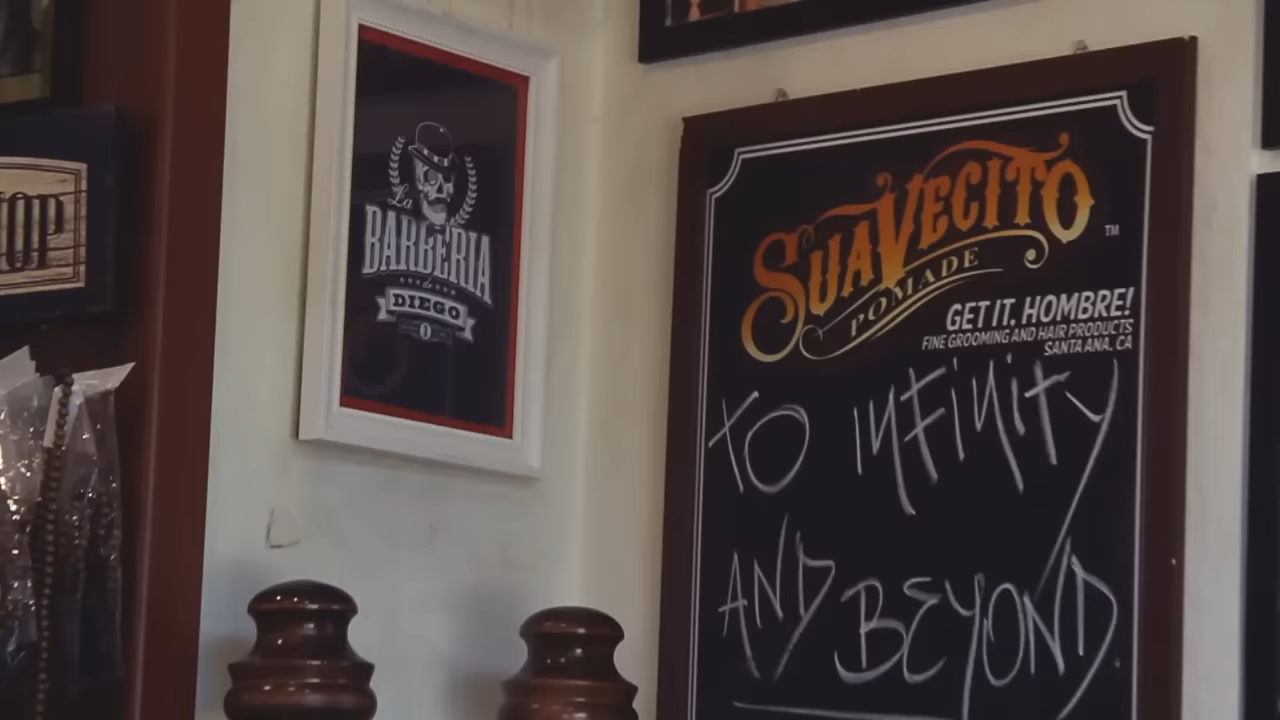 OP
La
BARBERIA
de
DIEGO
SUAVECITO
TM
POMADE
GET IT, HOMBRE!
FINE GROOMING AND HAIR PRODUCTS
SANTA ANA, CA
TO INFINITY
AND BEYOND.